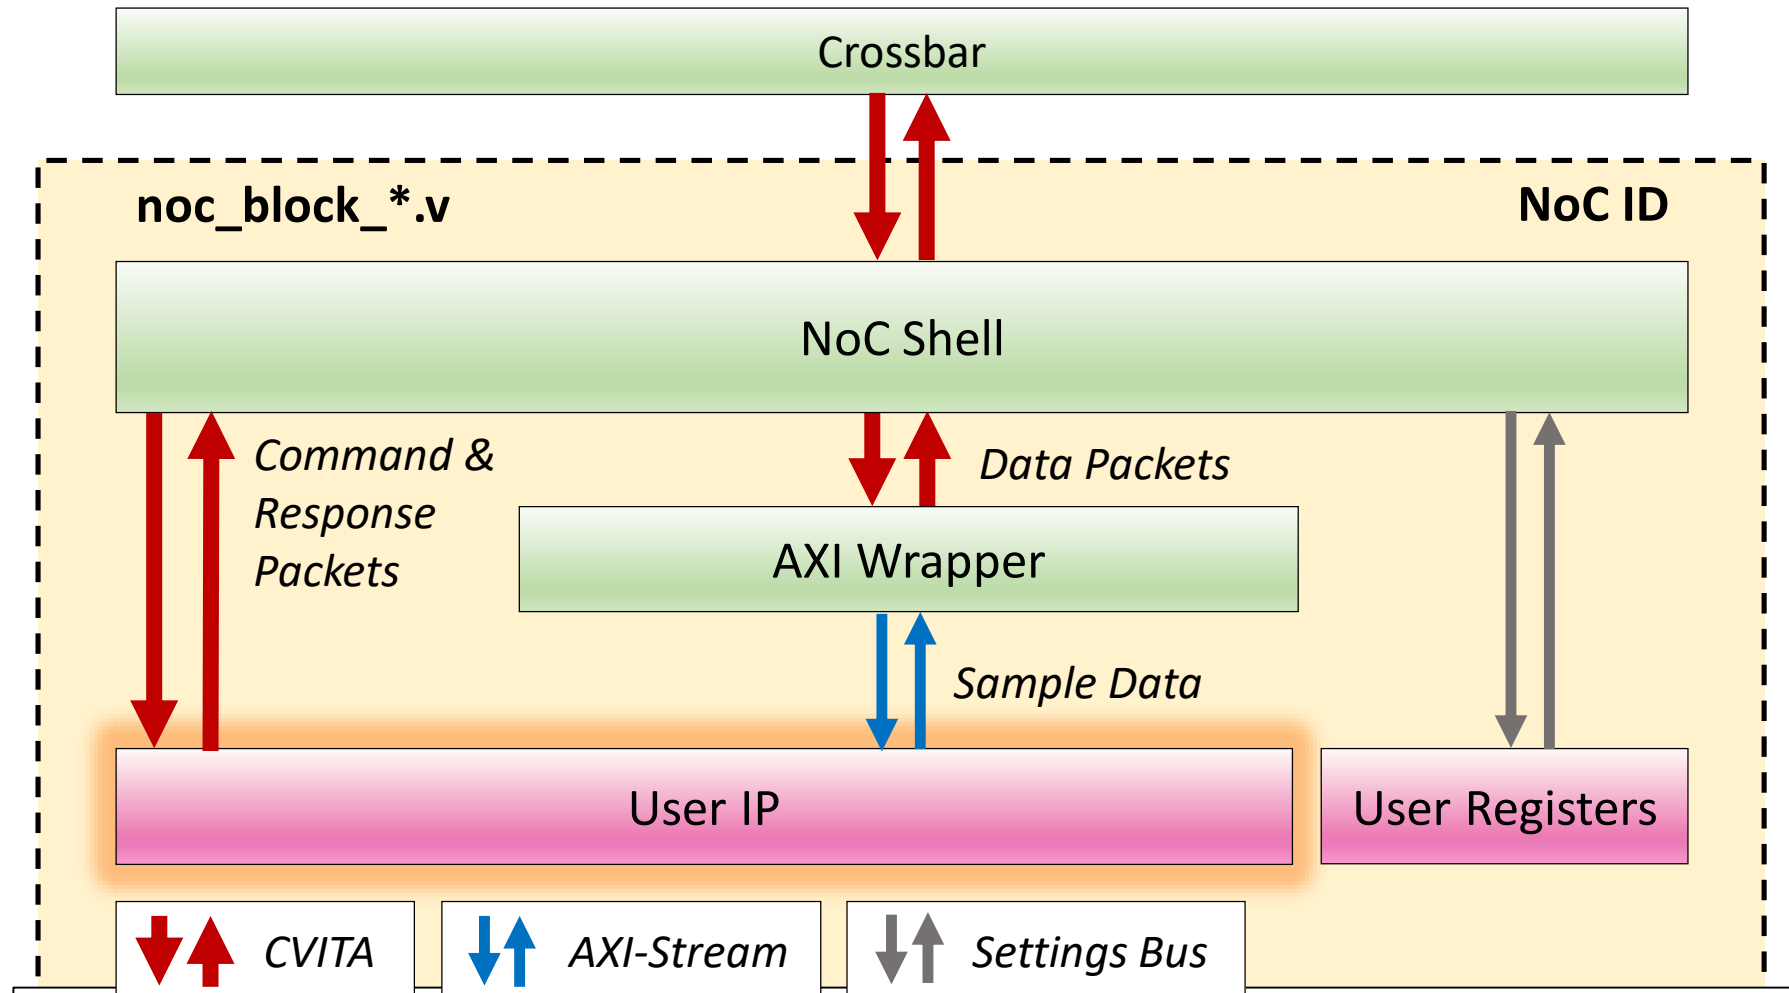 Crossbar
noc_block_*.v
NoC ID
NoC Shell
Command &
Response
Packets
Data Packets
AXI Wrapper
Sample Data
User IP
User Registers
CVITA
AXI-Stream
Settings Bus